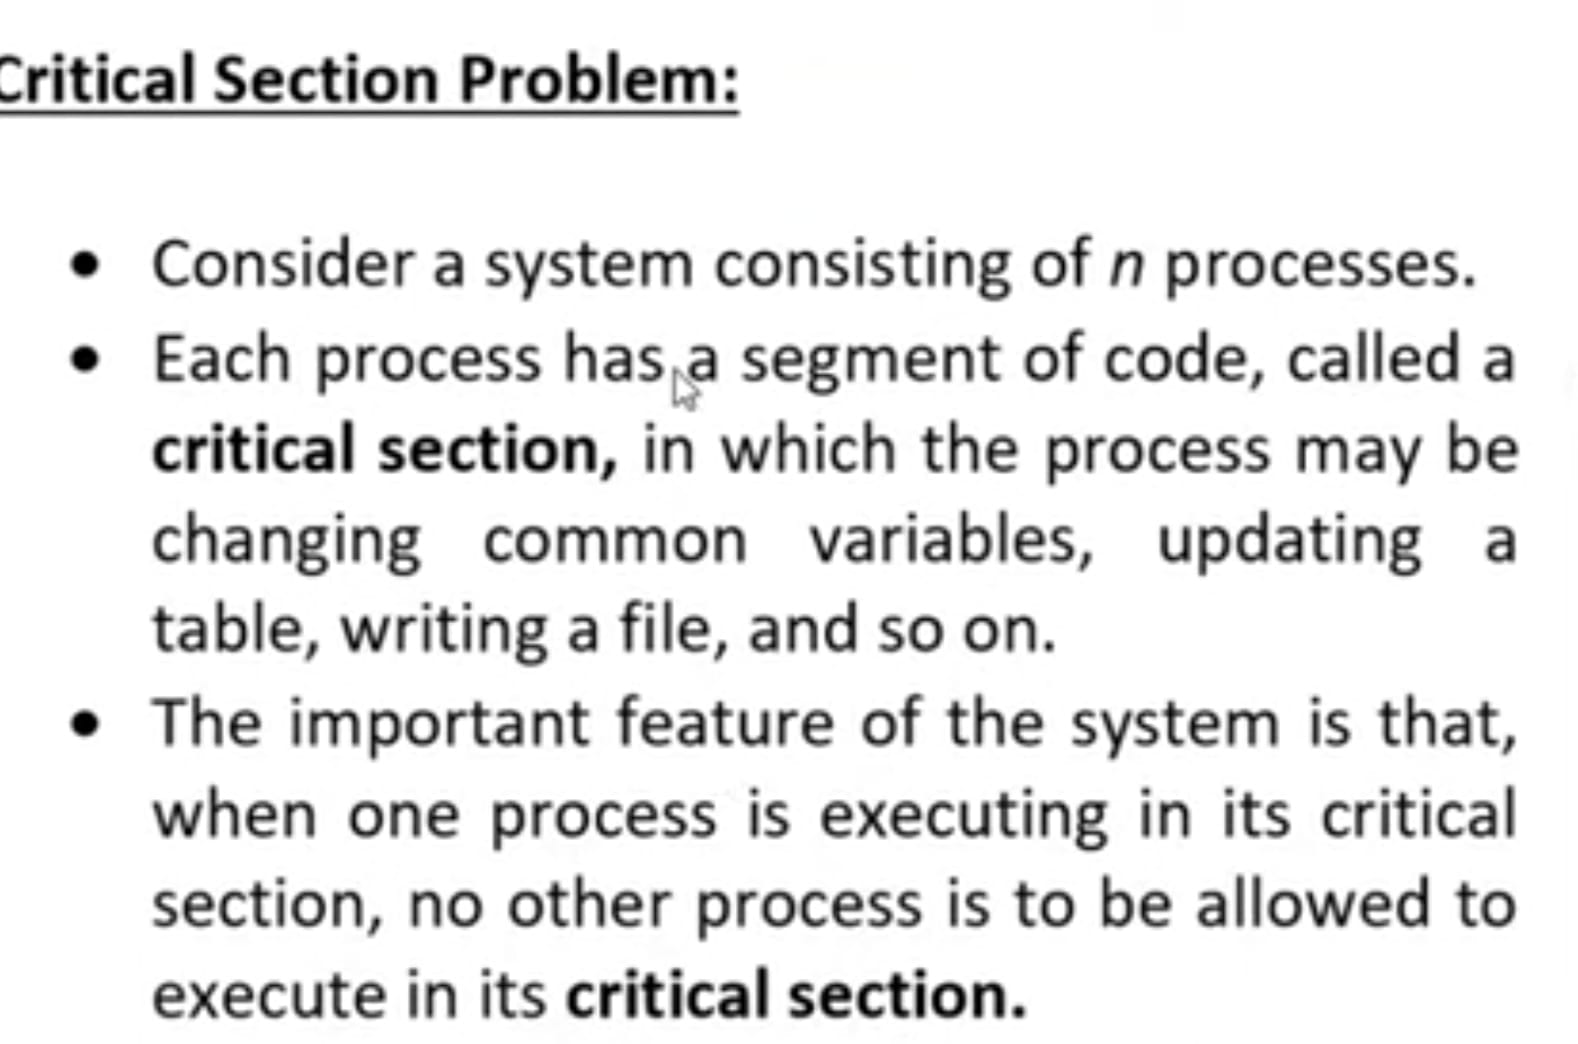 Critical Section Problem:
• Consider a system consisting of n processes.
• Each process has a segment of code, called a
critical section, in which the process may be
changing common variables, updating a
table, writing a file, and so on.
• The important feature of the system is that,
when one process is executing in its critical
section, no other process is to be allowed to
execute in its critical section.